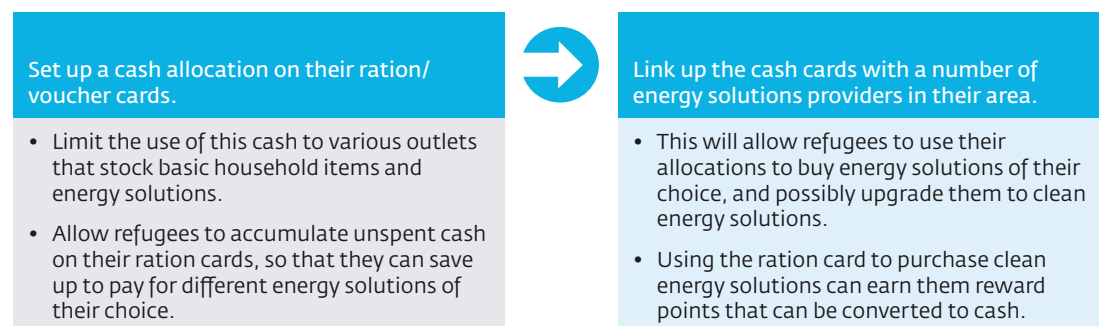 Set up a cash allocation on their ration/
voucher cards.
• Limit the use of this cash to various outlets
that stock basic household items and
energy solutions.
• Allow refugees to accumulate unspent cash
on their ration cards, so that they can save
up to pay for different energy solutions of
their choice.
Link up the cash cards with a number of
energy solutions providers in their area.
• This will allow refugees to use their
allocations to buy energy solutions of their
choice, and possibly upgrade them to clean
energy solutions.
• Using the ration card to purchase clean
energy solutions can earn them reward
points that can be converted to cash.